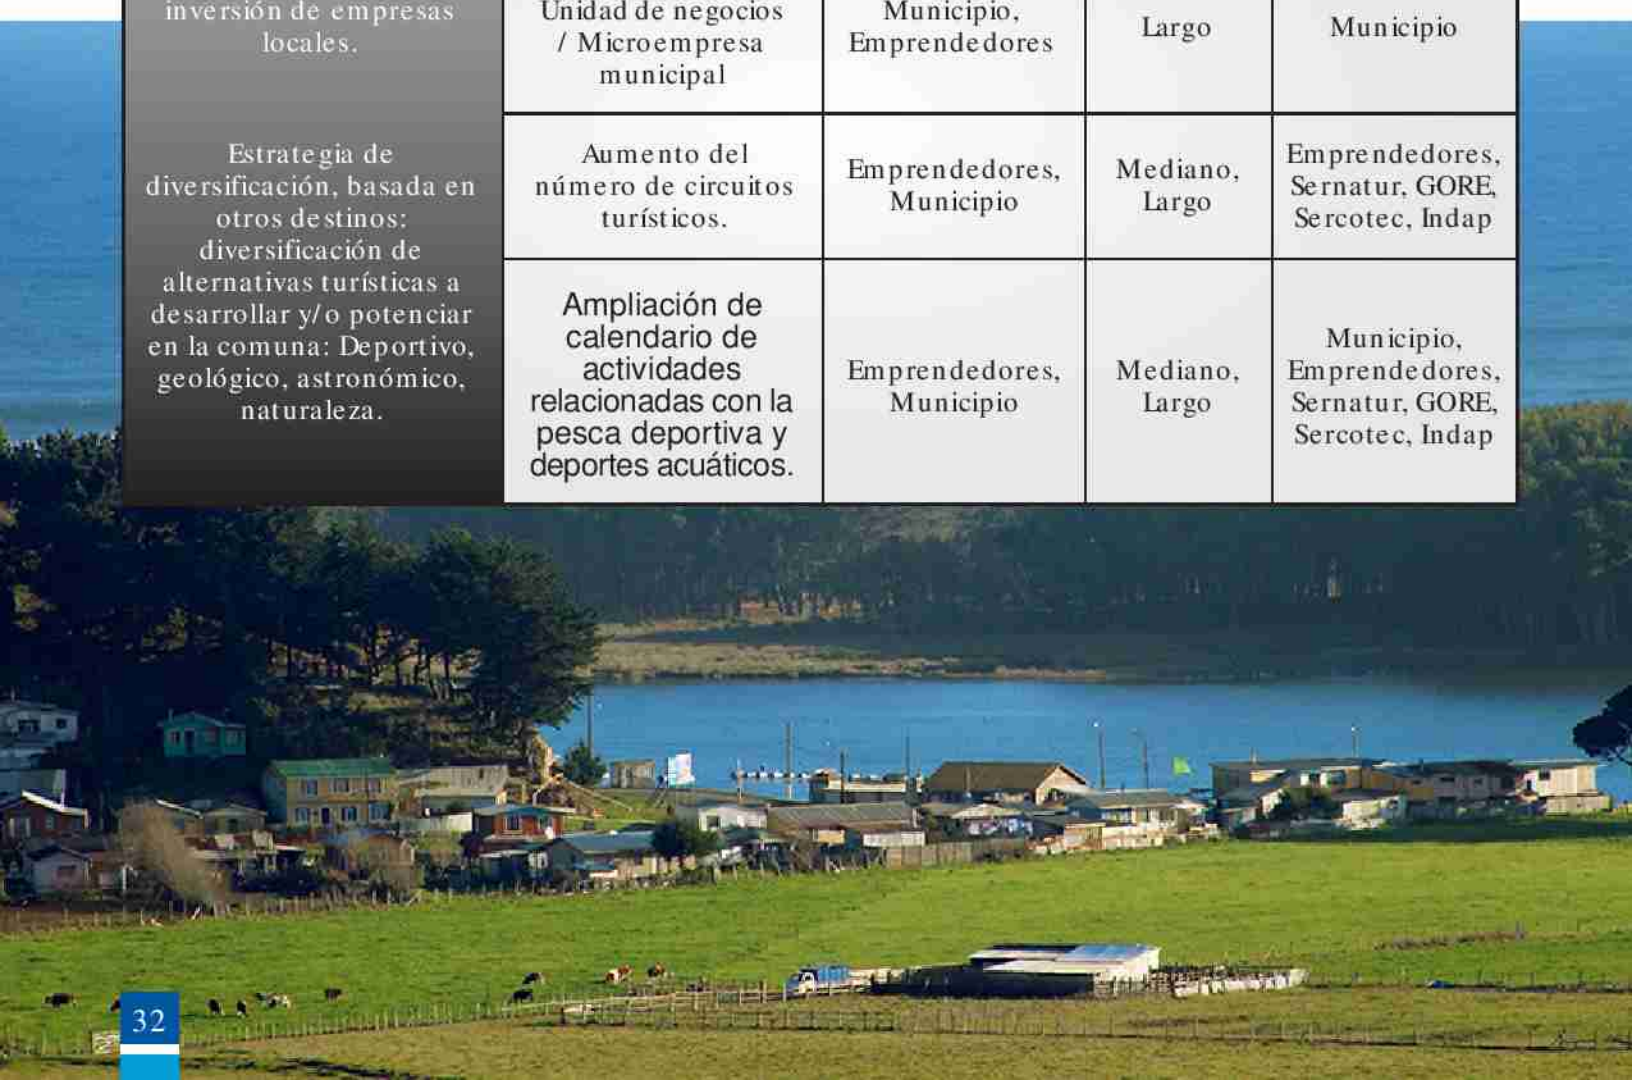 inversión de empresas
locales.
Unidad de negocios
/ Microempresa
municipal
Municipio,
Emprendedores
Largo
Municipio
Estrategia de
diversificación, basada en
otros destinos:
diversificación de
alternativas turísticas a
desarrollar y/o potenciar
en la comuna: Deportivo,
geológico, astronómico,
naturaleza.
Aumento del
número de circuitos
turísticos.
Emprendedores,
Municipio
Mediano,
Largo
Emprendedores,
Sernatur, GORE,
Sercotec, Indap
Ampliación de
calendario de
actividades
relacionadas con la
pesca deportiva y
deportes acuáticos.
Emprendedores,
Municipio
Mediano,
Largo
Municipio,
Emprendedores,
Sernatur, GORE,
Sercotec, Indap
32